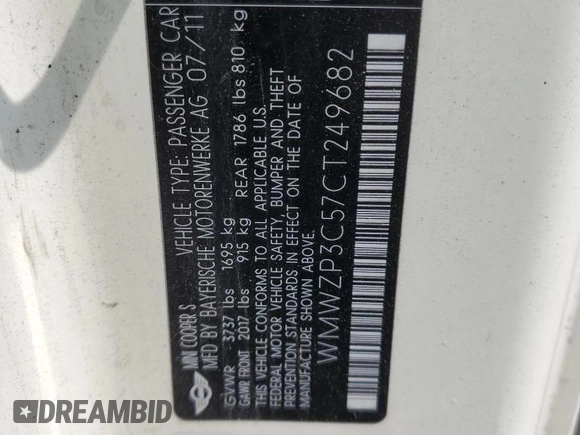 MINI COOPER S VEHICLE TYPE: PASSENGER CAR
MFD BY BAYERISCHE MOTORENWERKE AG 07/11
GVWR 3737 lbs 1695 kg
GAWR FRONT 2017 lbs 915 kg REAR 1786 lbs 810 kg
THIS VEHICLE CONFORMS TO ALL APPLICABLE U.S.
FEDERAL MOTOR VEHICLE SAFETY, BUMPER AND THEFT
PREVENTION STANDARDS IN EFFECT ON THE DATE OF
MANUFACTURE SHOWN ABOVE.
WMWZP3C57CT249682
DREAMBID